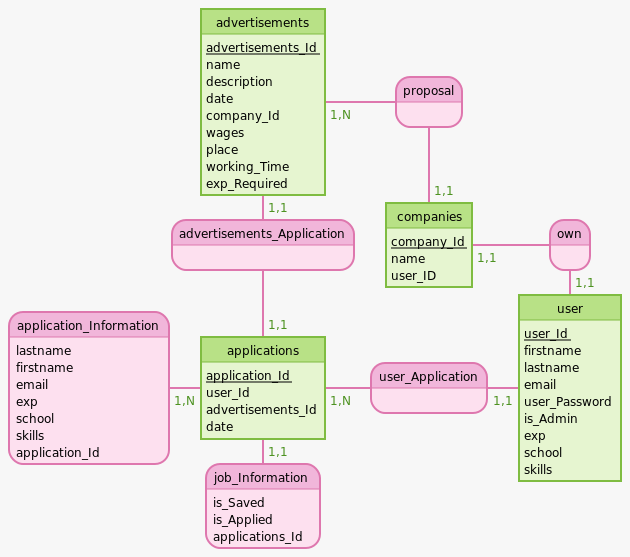 advertisements
advertisements_Id
name
description
date
company_Id
wages
place
working_Time
exp_Required
1,N
proposal
1,1
1,1
advertisements_Application
companies
company_Id
name
user_ID
1,1
own
1,1
1,1
user
user_Id
firstname
lastname
email
user_Password
is_Admin
exp
school
skills
application_Information
lastname
firstname
email
exp
school
skills
application_Id
1,N
applications
application_Id
user_Id
advertisements_Id
date
1,N
user_Application
1,1
1,1
job_Information
is_Saved
is_Applied
applications_Id